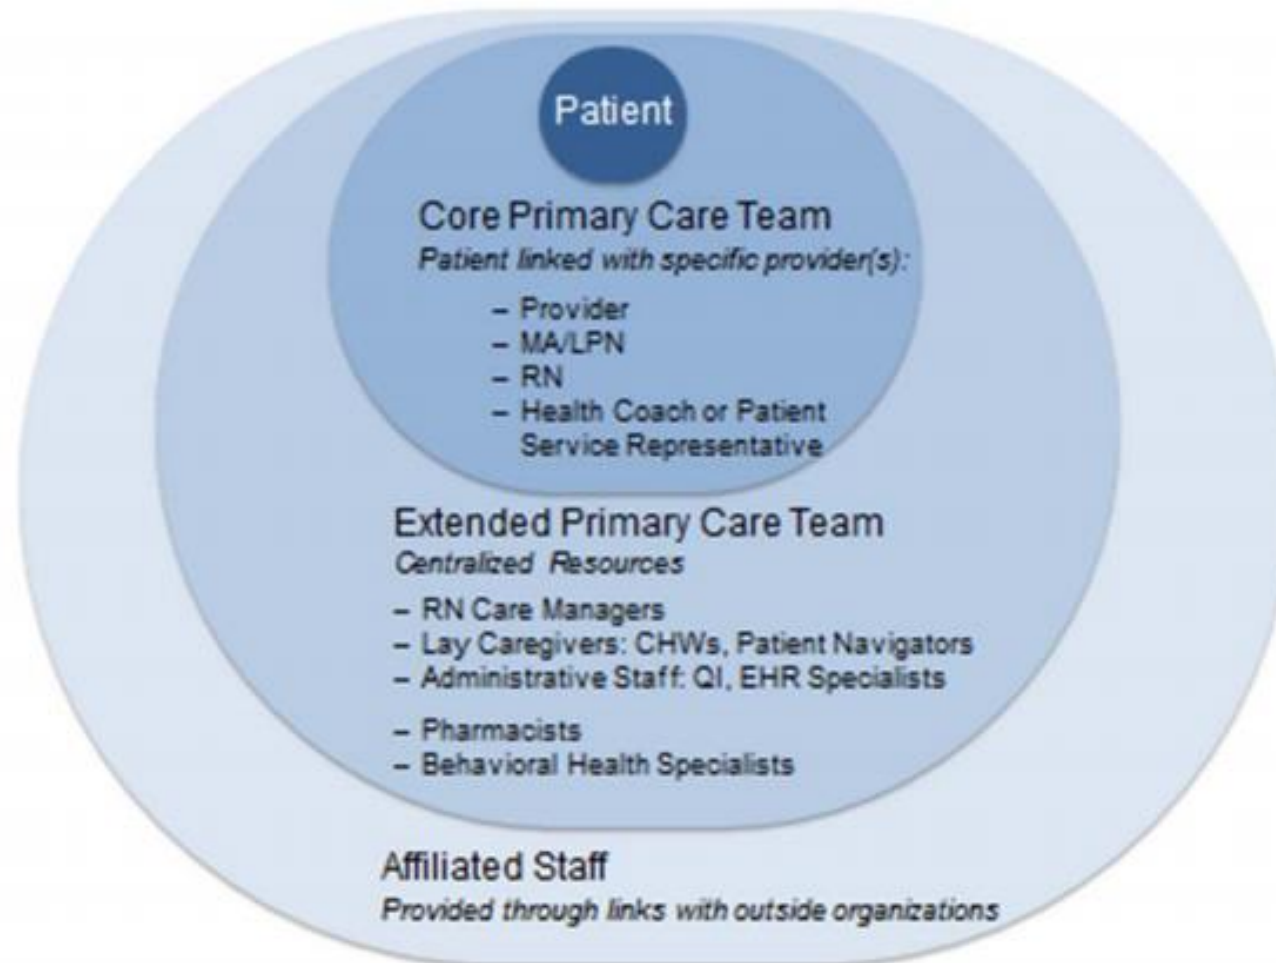 Patient
Core Primary Care Team
Patient linked with specific provider(s):
– Provider
– MA/LPN
– RN
– Health Coach or Patient
Service Representative
Extended Primary Care Team
Centralized Resources
– RN Care Managers
– Lay Caregivers: CHWs, Patient Navigators
– Administrative Staff: QI, EHR Specialists
– Pharmacists
– Behavioral Health Specialists
Affiliated Staff
Provided through links with outside organizations